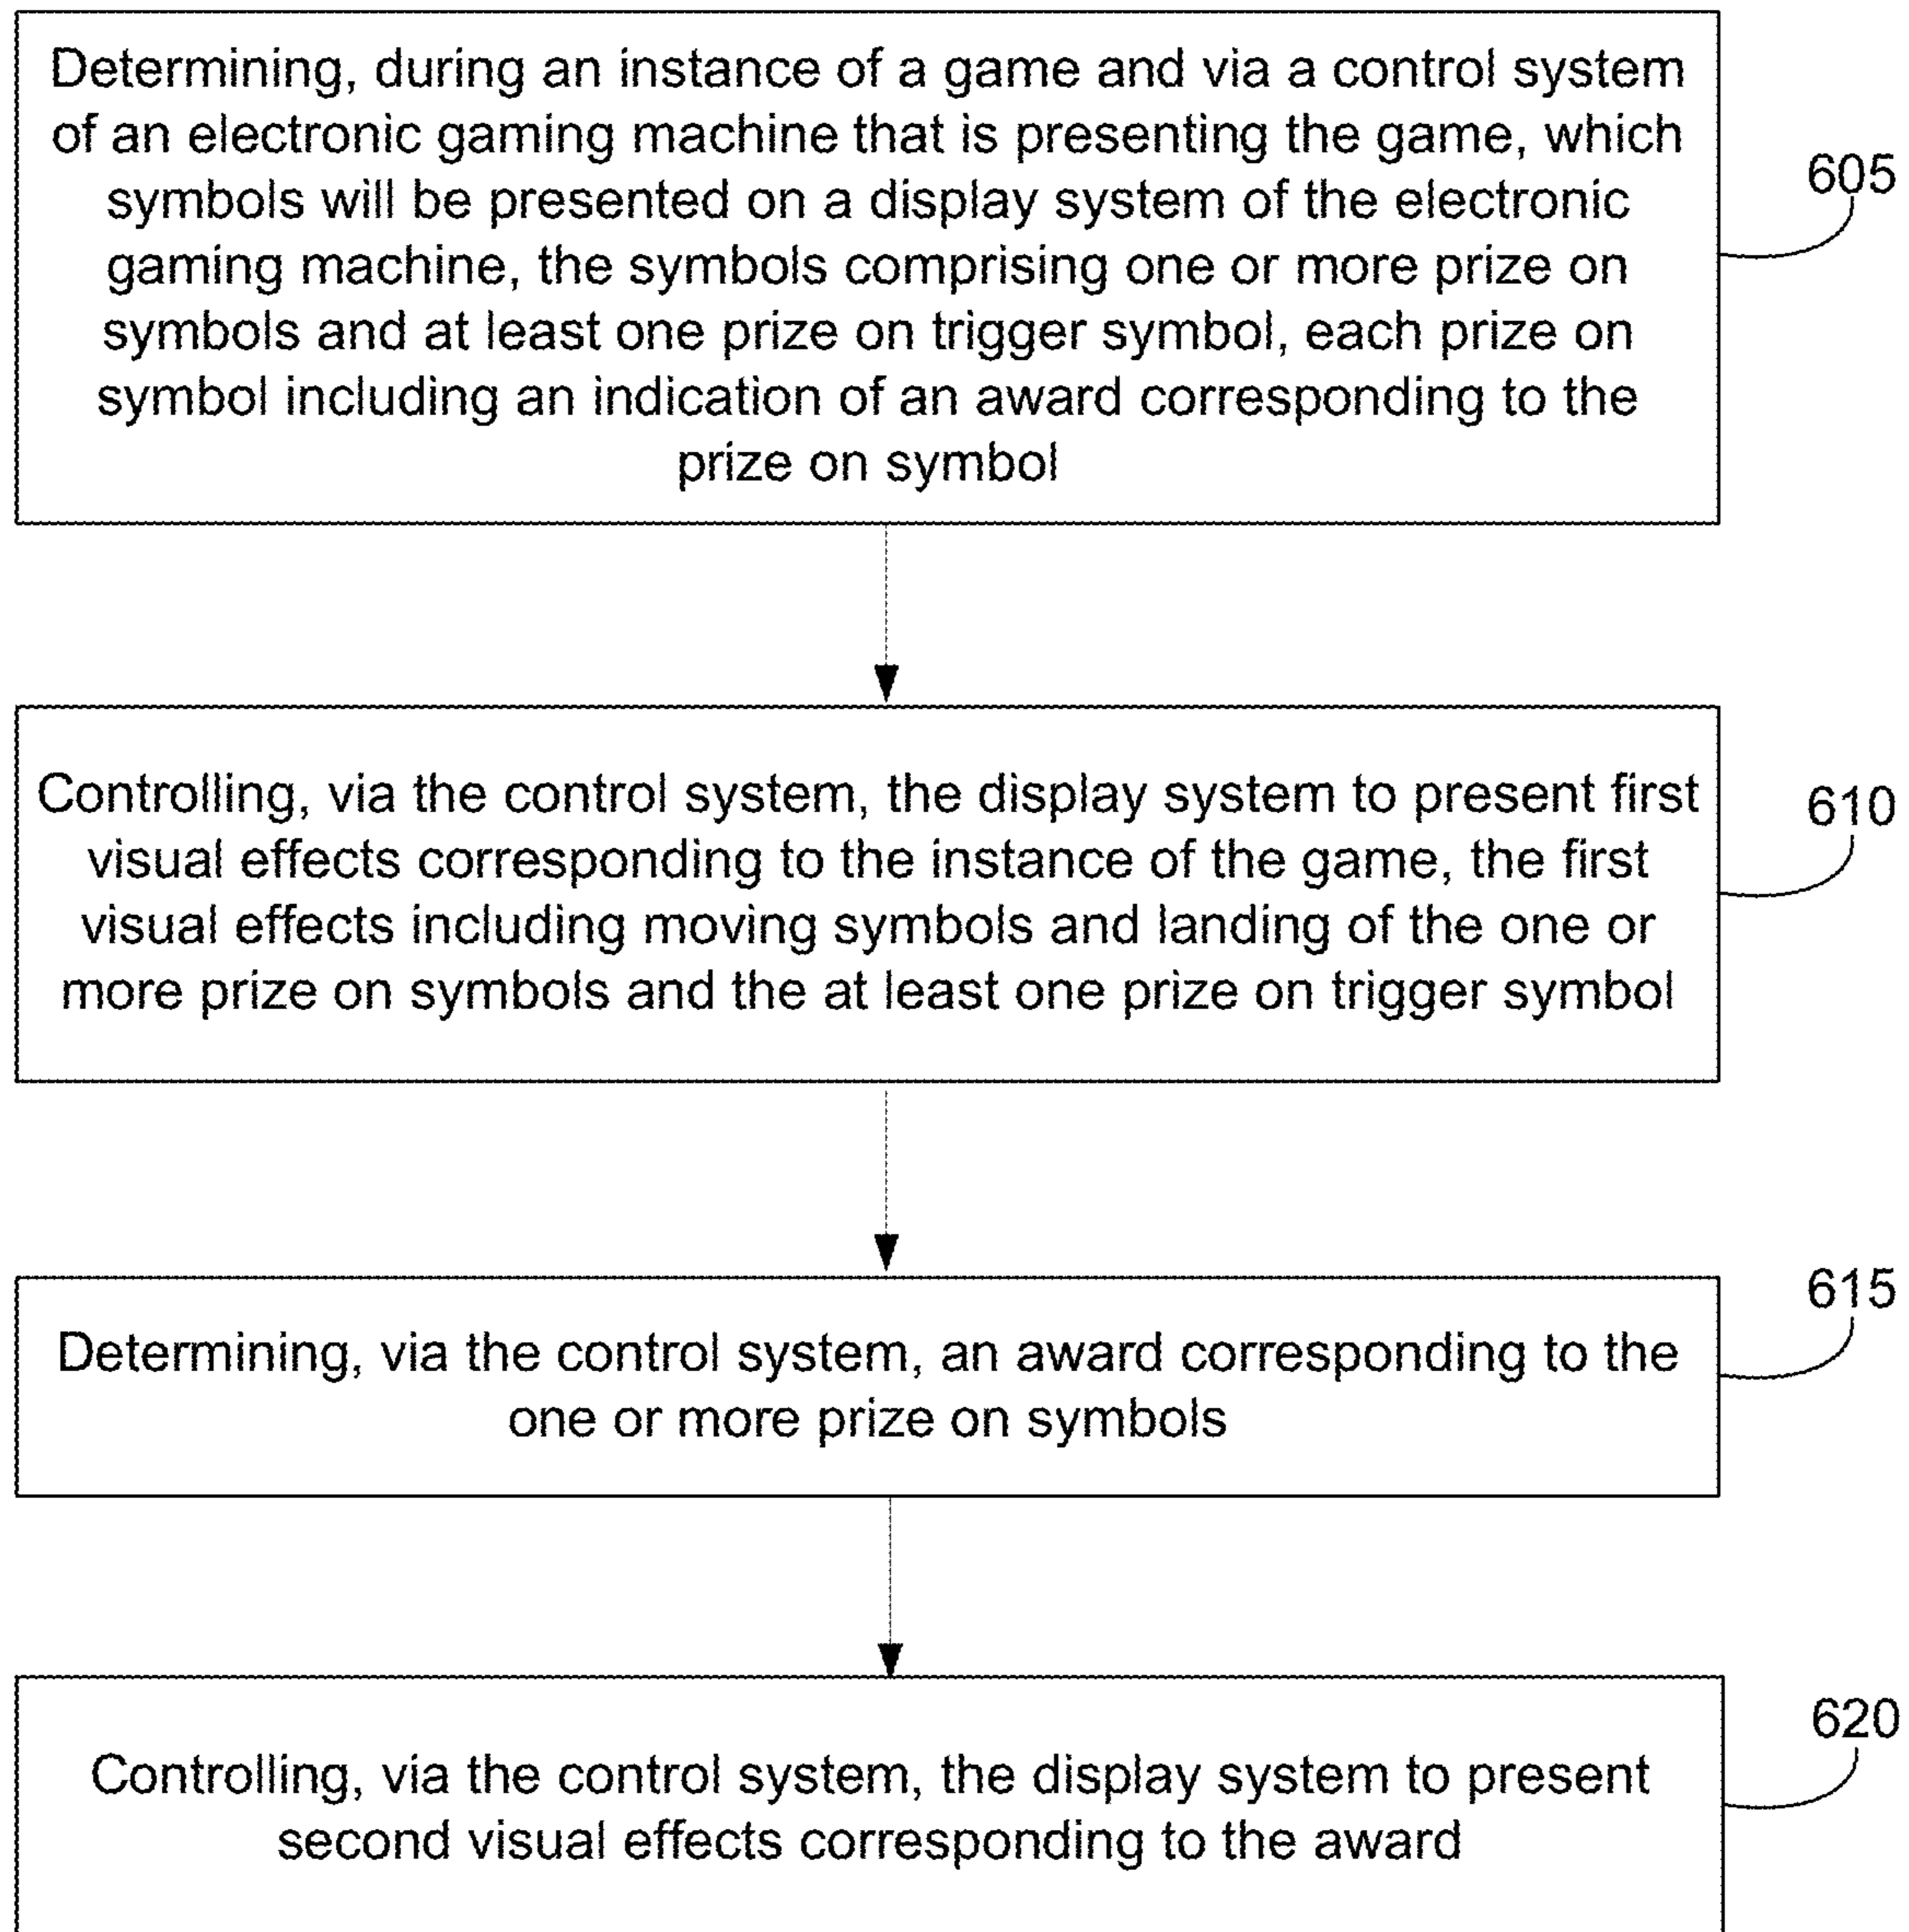 Determining, during an instance of a game and via a control system
of an electronic gaming machine that is presenting the game, which
symbols will be presented on a display system of the electronic
gaming machine, the symbols comprising one or more prize on
symbols and at least one prize on trigger symbol, each prize on
symbol including an indication of an award corresponding to the
prize on symbol
605
Controlling, via the control system, the display system to present first
visual effects corresponding to the instance of the game, the first
visual effects including moving symbols and landing of the one or
more prize on symbols and the at least one prize on trigger symbol
610
Determining, via the control system, an award corresponding to the
one or more prize on symbols
615
Controlling, via the control system, the display system to present
second visual effects corresponding to the award
620